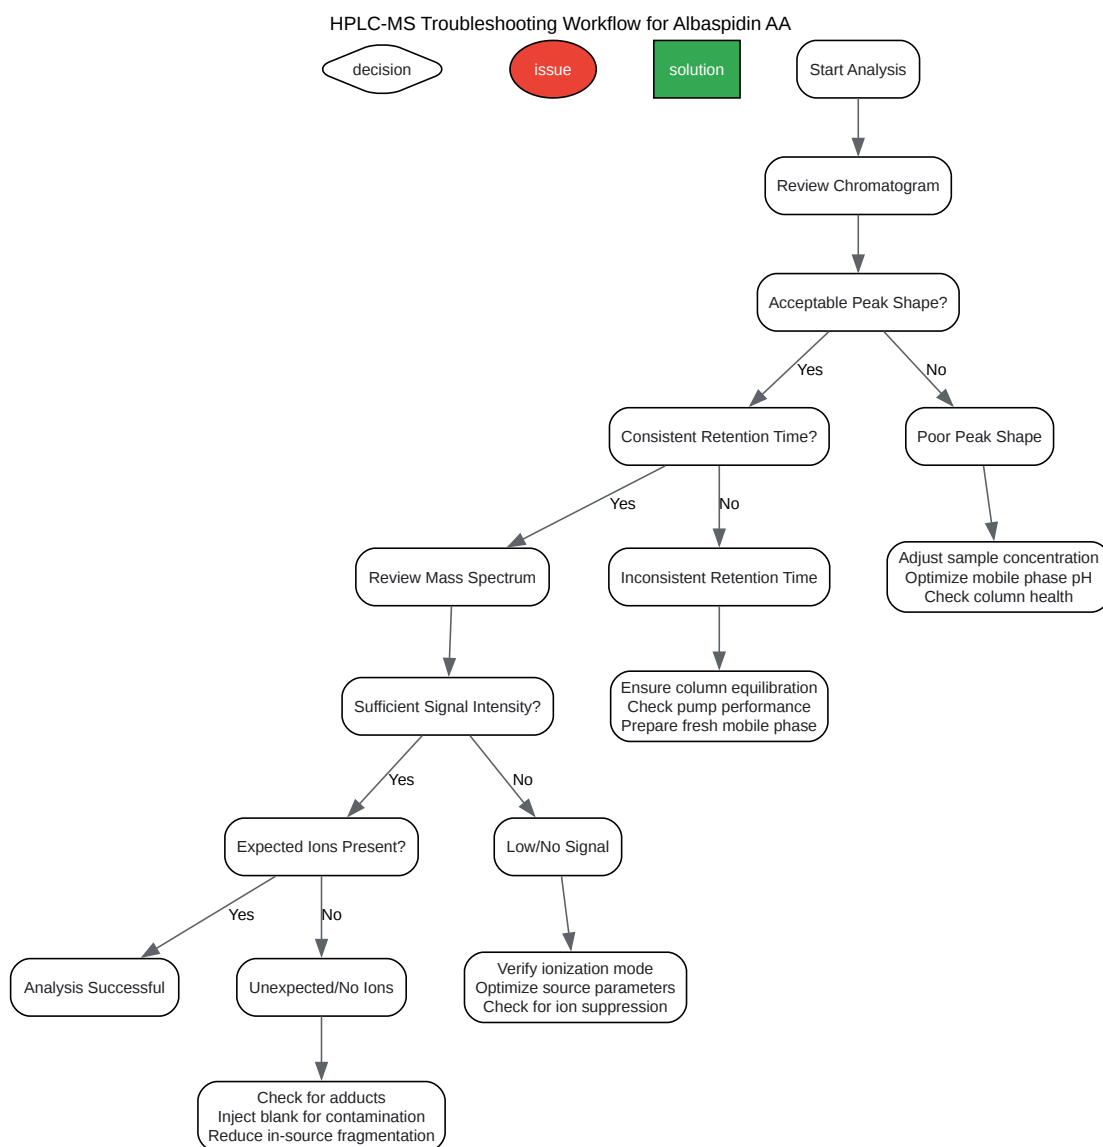 HPLC-MS Troubleshooting Workflow for Albaspidin AA
decision
issue
solution
Start Analysis
Review Chromatogram
Acceptable Peak Shape?
Yes
No
Consistent Retention Time?
Poor Peak Shape
Yes
No
Review Mass Spectrum
Inconsistent Retention Time
Adjust sample concentration
Optimize mobile phase pH
Check column health
Sufficient Signal Intensity?
Ensure column equilibration
Check pump performance
Prepare fresh mobile phase
Yes
No
Expected Ions Present?
Low/No Signal
Yes
No
Analysis Successful
Unexpected/No Ions
Verify ionization mode
Optimize source parameters
Check for ion suppression
Check for adducts
Inject blank for contamination
Reduce in-source fragmentation